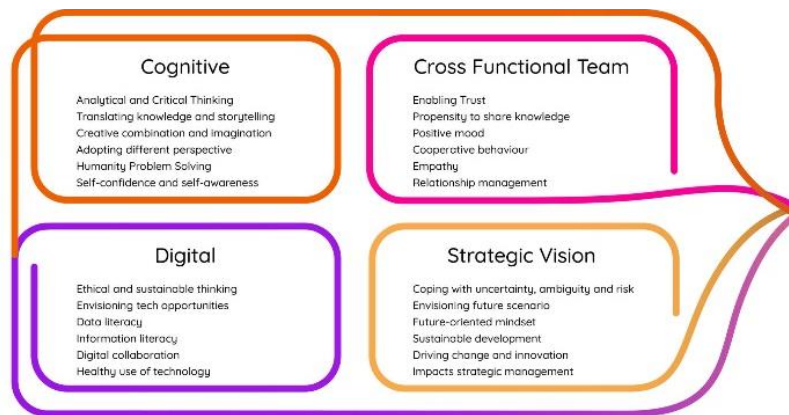 Cognitive
Analytical and Critical Thinking
Translating knowledge and storytelling
Creative combination and imagination
Adopting different perspective
Humanity Problem Solving
Self-confidence and self-awareness
Cross Functional Team
Enabling Trust
Propensity to share knowledge
Positive mood
Cooperative behaviour
Empathy
Relationship management
Digital
Ethical and sustainable thinking
Envisioning tech opportunities
Data literacy
Information literacy
Digital collaboration
Healthy use of technology
Strategic Vision
Coping with uncertainty, ambiguity and risk
Envisioning future scenario
Future-oriented mindset
Sustainable development
Driving change and innovation
Impacts strategic management